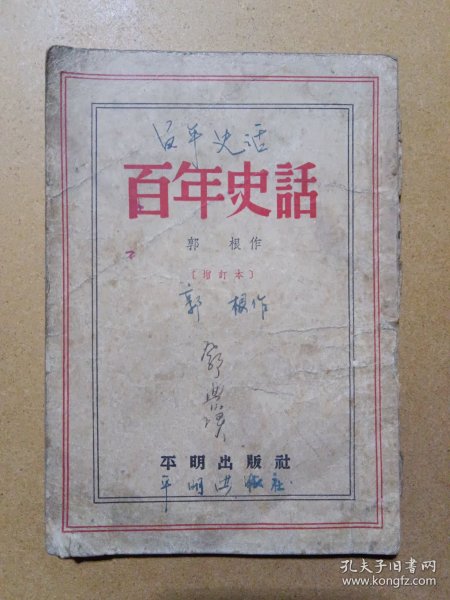 百年史话
百年史話
郭 根作
〔增訂本〕
郭 根作
平明出版社
平明出版社
孔夫子旧书网
www.kongfz.com